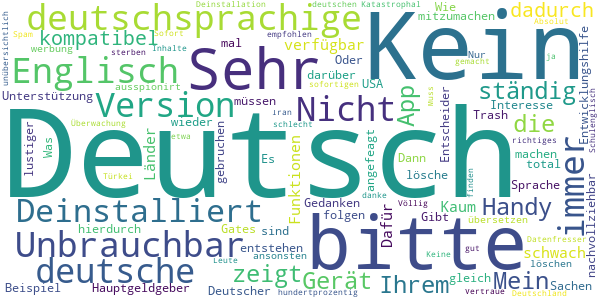 Deinstallation
deutschen
Katastrophal
deutschsprachige
Kein
dadurch
Wie
mitzumachen
Spam
Sofort
kompatibel
unübersichtlich
werbung
Inhalte
sterben
empfohlen
mal
verfügbar
Absolut
Nur
gemacht
ja
Englisch
Sehr
Oder
darüber
USA
Entwicklungshilfe
Schulenglisch
ausspionirt
sofortigen
ständig
Unterstützung
Version
müssen
App
Muss
Interesse
Nicht
Entscheider
Trash
die
Überwachung
wieder
iran
schlecht
richtiges
lustiger
Was
etwa
Länder
gebruchen
Funktionen
angefeagt
Dann
machen
total
immer
nachvollziehbar
Deutsch
Es
danke
lösche
Sprache
Türkei
finden
Deinstalliert
Gedanken
folgen
Dafür
Völlig
Gibt
Kaum
übersetzen
bitte
Handy
Unbrauchbar
hierdurch
Gates
sind
entstehen
ansonsten
Keine
gut
Datenfresser
schwach
löschen
deutsche
zeigt
Gerät
Ihrem
Mein
gleich
Sachen
Beispiel
Hauptgeldgeber
Deutscher
Leute
hundertprozentig
vertraue
Deutschland